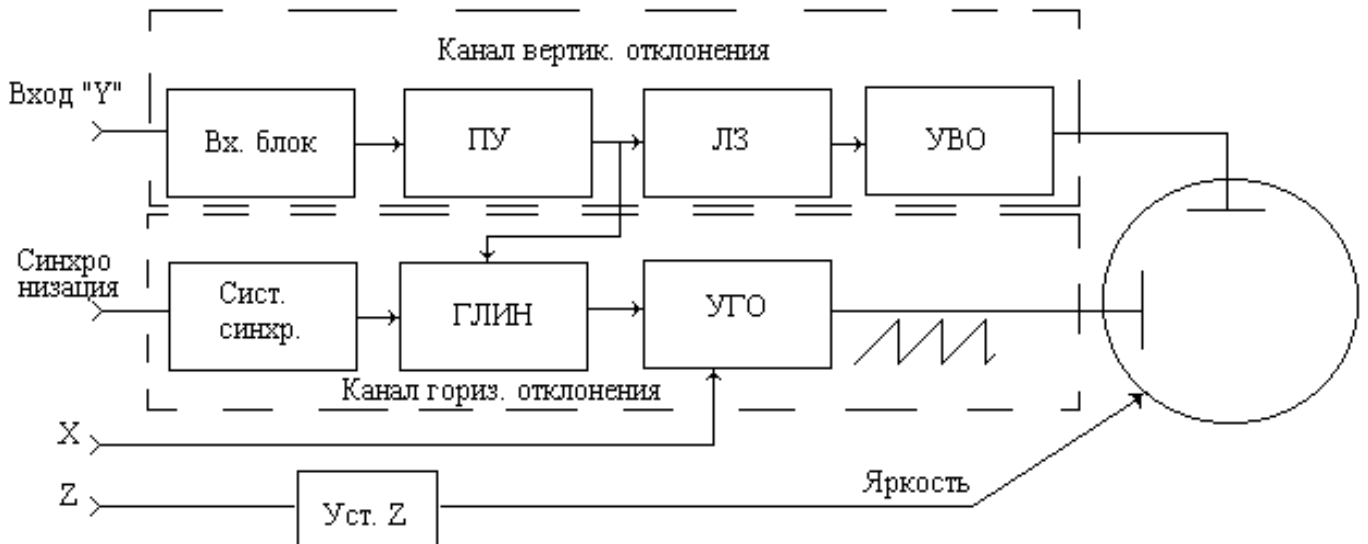 Канал вертик. отклонения
Вход "Y"
Вх. блок
ПУ
ЛЗ
УВО
Синхро
низация
Сист.
синхр.
ГЛИН
УГО
Канал гориз. отклонения
X
Z
Уст. Z
Яркость